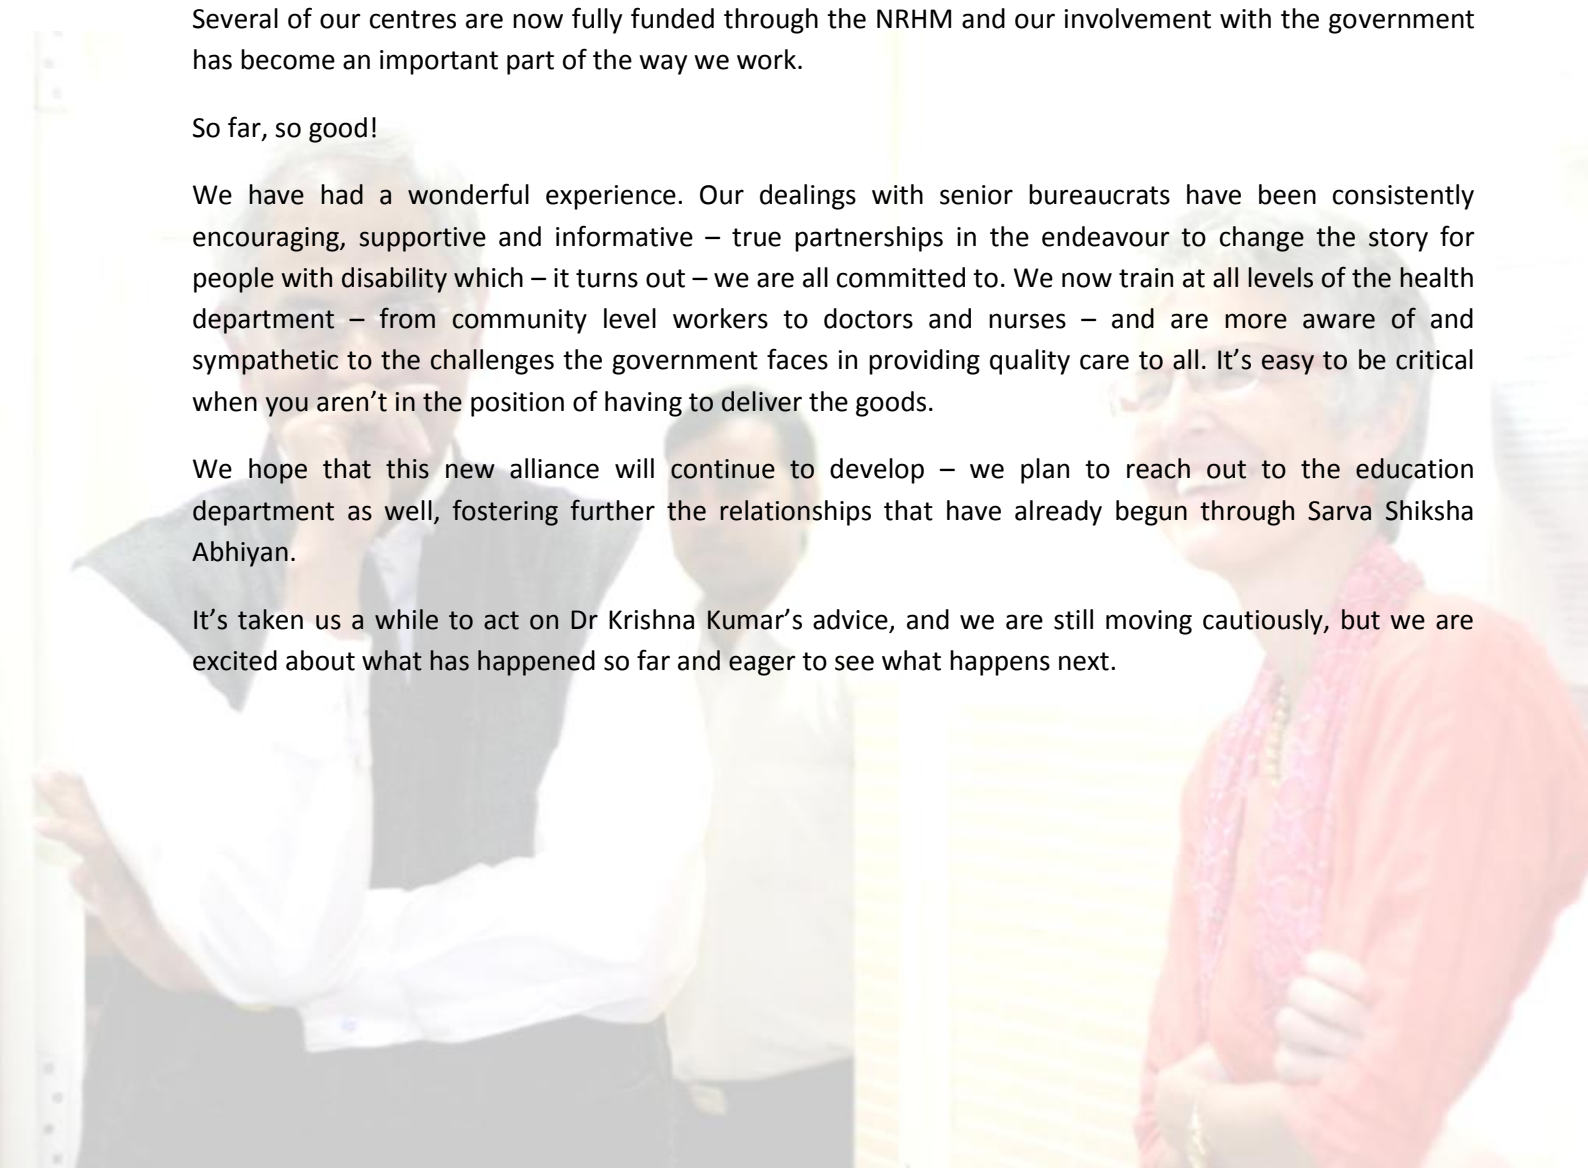 Several of our centres are now fully funded through the NRHM and our involvement with the government
has become an important part of the way we work.
So far, so good!
We have had a wonderful experience. Our dealings with senior bureaucrats have been consistently
encouraging, supportive and informative – true partnerships in the endeavour to change the story for
people with disability which – it turns out – we are all committed to. We now train at all levels of the health
department – from community level workers to doctors and nurses – and are more aware of and
sympathetic to the challenges the government faces in providing quality care to all. It’s easy to be critical
when you aren’t in the position of having to deliver the goods.
We hope that this new alliance will continue to develop – we plan to reach out to the education
department as well, fostering further the relationships that have already begun through Sarva Shiksha
Abhiyan.
It’s taken us a while to act on Dr Krishna Kumar’s advice, and we are still moving cautiously, but we are
excited about what has happened so far and eager to see what happens next.